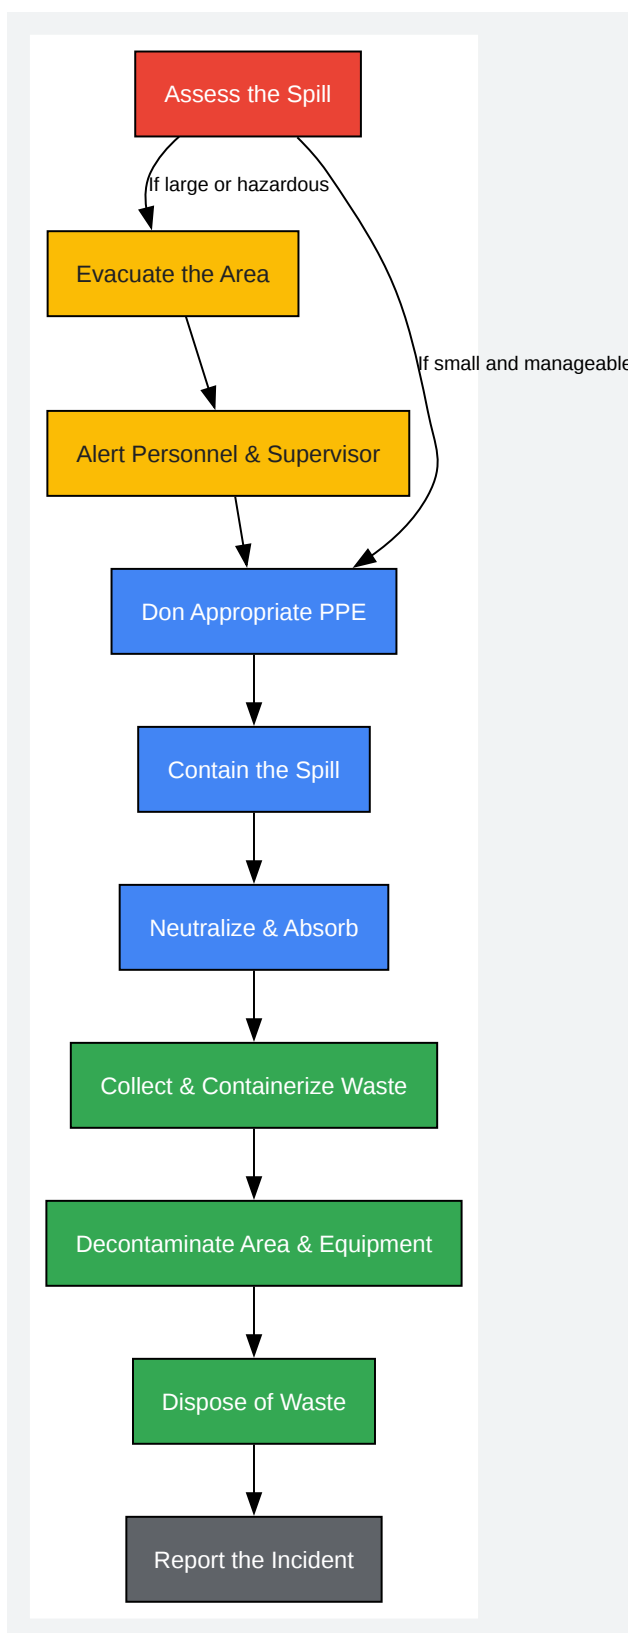 Assess the Spill
If large or hazardous
Evacuate the Area
If small and manageable
Alert Personnel & Supervisor
Don Appropriate PPE
Contain the Spill
Neutralize & Absorb
Collect & Containerize Waste
Decontaminate Area & Equipment
Dispose of Waste
Report the Incident